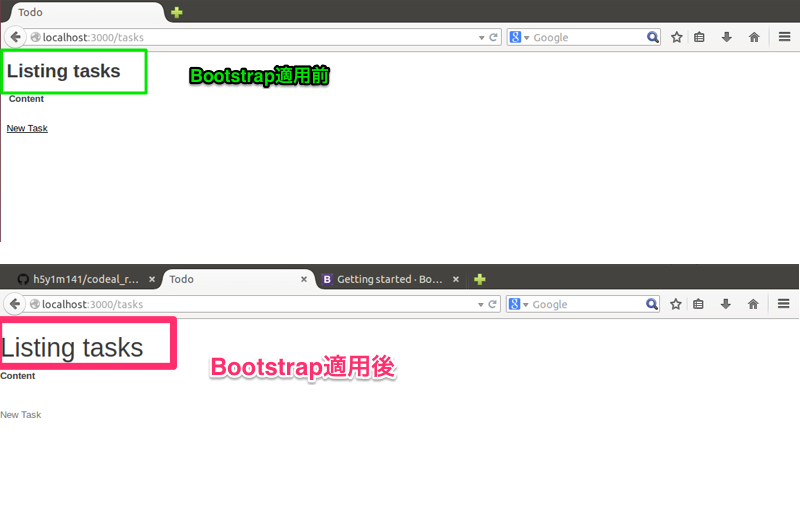 Todo
localhost:3000/tasks
Google
Listing tasks
Bootstrap適用前
Content
New Task
h5y1m141/codeal_r...
Todo
Getting started · Bo...
localhost:3000/tasks
Google
Listing tasks
Bootstrap適用後
Content
New Task